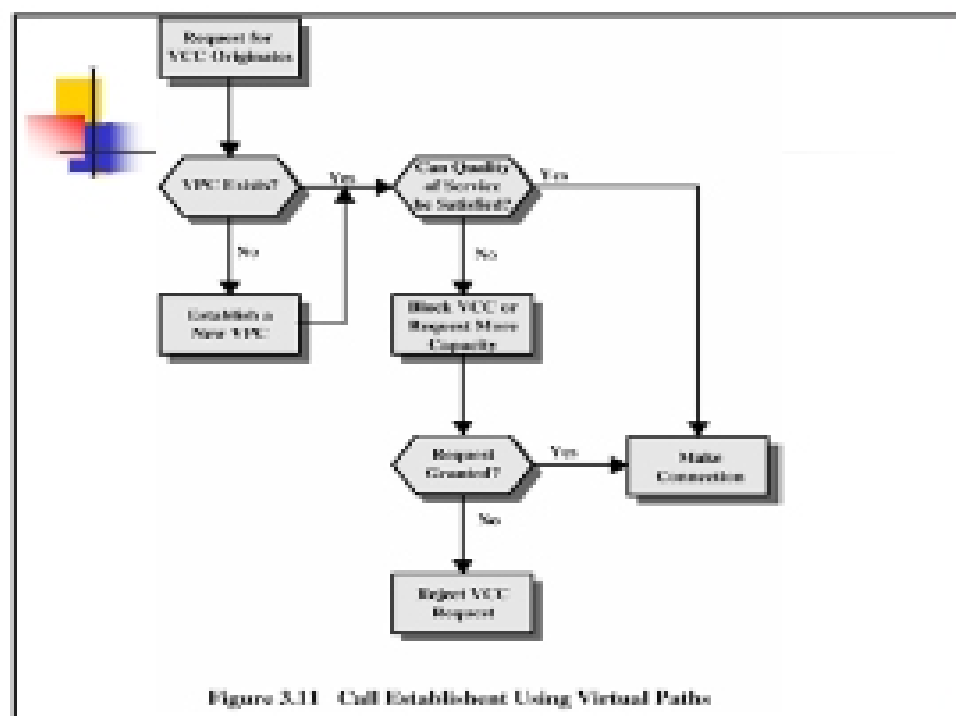 Request for
VCC Originates
VPC Exists?
Yes
Can Quality
of Service
be Satisfied?
Yes
No
No
Establish a
New VPC
Block VCC or
Request More
Capacity
Request
Granted?
Yes
Make
Connection
No
Reject VCC
Request
Figure 3.11 Call Establishent Using Virtual Paths